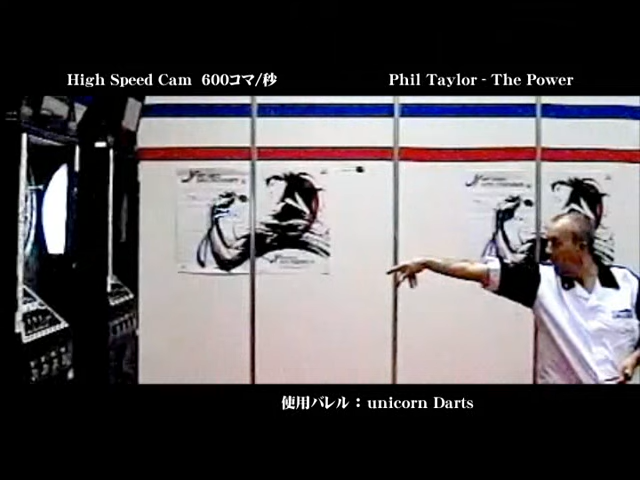 High Speed Cam 600コマ/秒
Phil Taylor - The Power
使用バレル：unicorn Darts